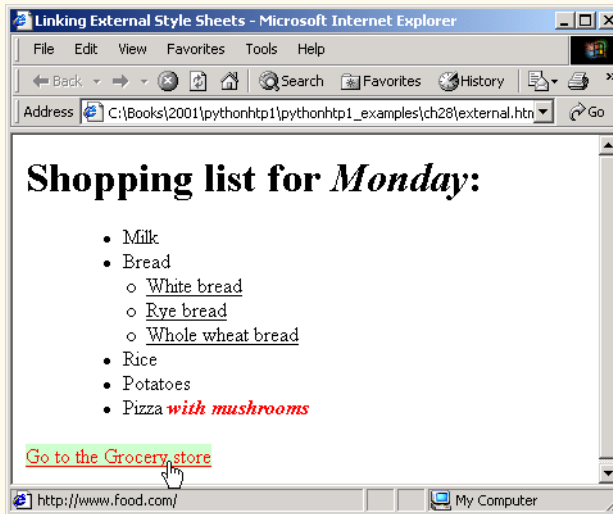 Linking External Style Sheets - Microsoft Internet Explorer
File Edit View Favorites Tools Help
Back Search Favorites History »
Address C:\Books\2001\pythonhtp1\pythonhtp1_examples\ch28\external.htn Go
Shopping list for Monday:
• Milk
• Bread
○ White bread
○ Rye bread
○ Whole wheat bread
• Rice
• Potatoes
• Pizza with mushrooms
Go to the Grocery store
http://www.food.com/ My Computer